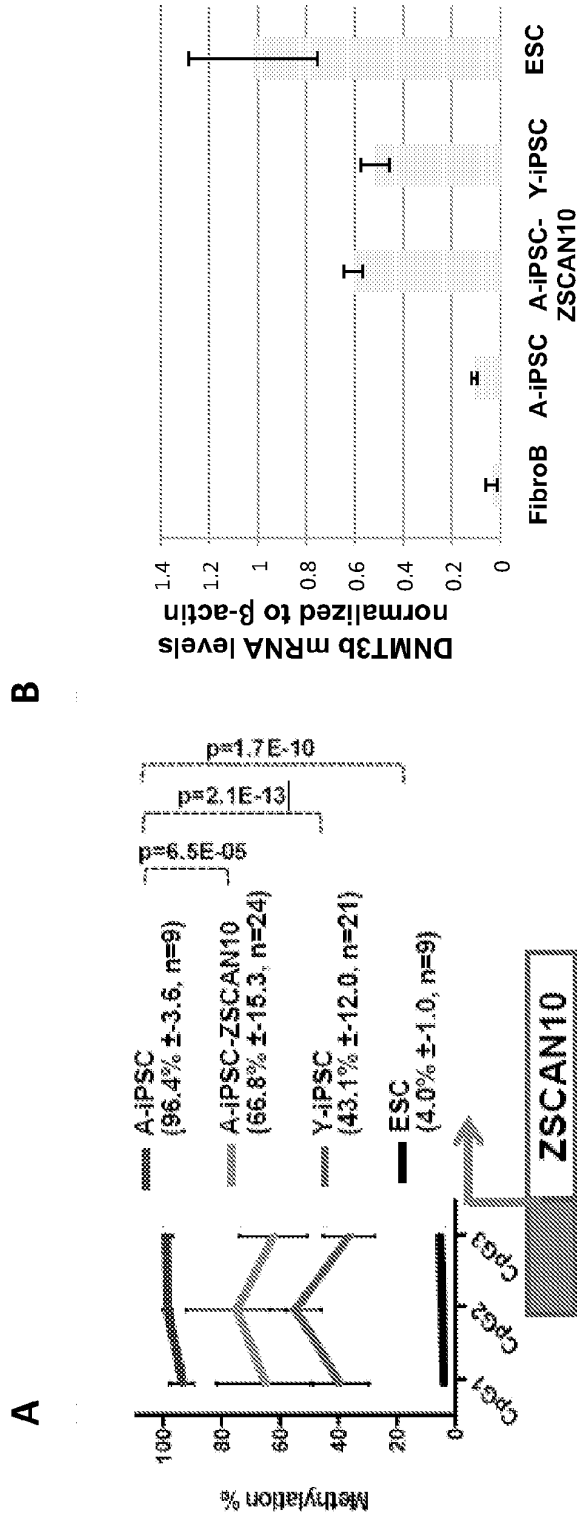 A
Methylation %
100
80
60
40
20
0
CpG1
CpG2
CpG3
A-iPSC
(96.4% ±-3.6, n=9)
A-iPSC-ZSCAN10
(66.8% ±-15.3, n=24)
Y-iPSC
(43.1% ±-12.0, n=21)
ESC
(4.0% ±-1.0, n=9)
p=6.5E-05
p=2.1E-13
p=1.7E-10
ZSCAN10
B
DNMT3b mRNA levels
normalized to β-actin
1.4
1.2
1
0.8
0.6
0.4
0.2
0
FibroB
A-iPSC
A-iPSC-
ZSCAN10
Y-iPSC
ESC